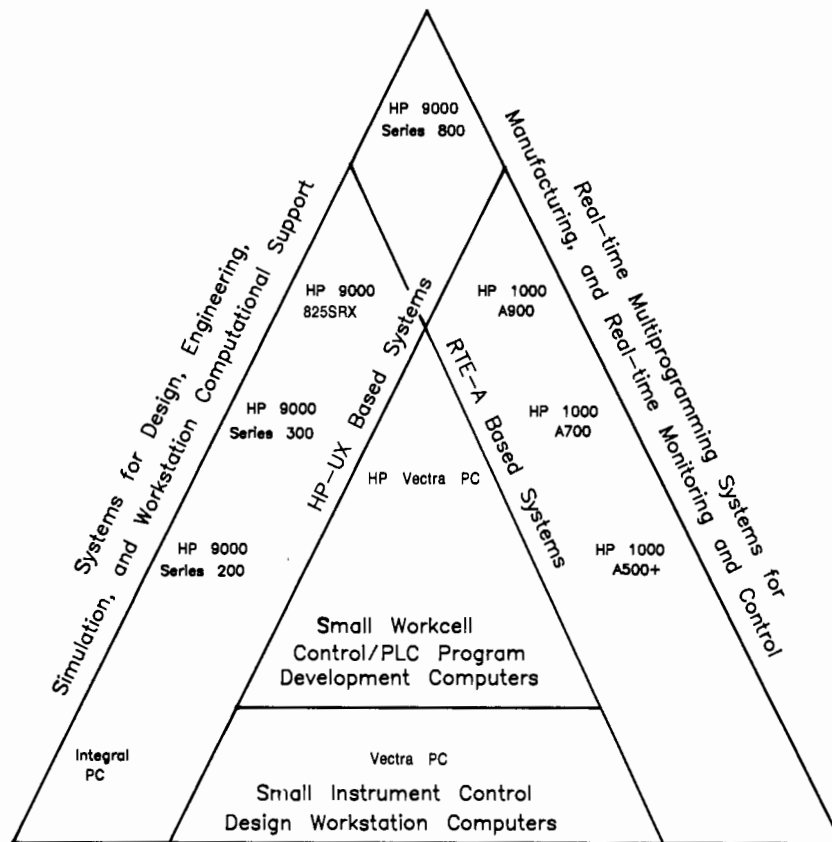 HP 9000
Series 800
Systems for Design, Engineering,
Simulation, and Workstation Computational Support
Real-time Multiprogramming Systems for
Manufacturing, and Real-time Monitoring and Control
HP 9000
825SRX
HP 1000
A900
HP-UX Based Systems
RTE-A Based Systems
HP 9000
Series 300
HP 1000
A700
HP Vectra PC
HP 9000
Series 200
HP 1000
A500+
Small Workcell
Control/PLC Program
Development Computers
Integral
PC
Vectra PC
Small Instrument Control
Design Workstation Computers